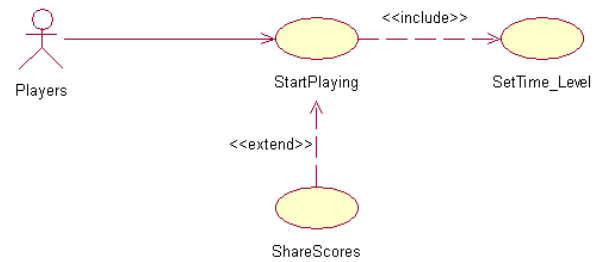 <<include>>
Players
StartPlaying
SetTime_Level
<<extend>>
ShareScores